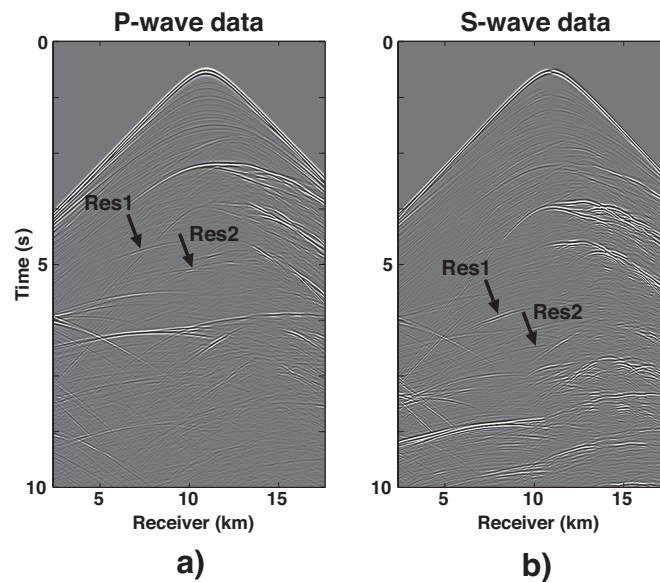 P-wave data
S-wave data
0
0
Res1
Res2
Time (s)
5
Res1
Res2
5
10
10
5
10
15
5
10
15
Receiver (km)
Receiver (km)
a)
b)